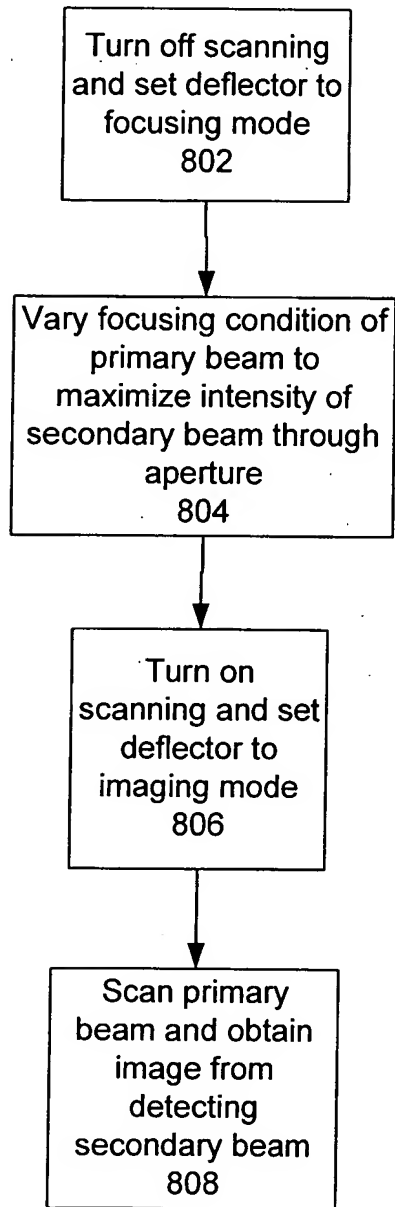 Turn off scanning
and set deflector to
focusing mode
802
Vary focusing condition of
primary beam to
maximize intensity of
secondary beam through
aperture
804
Turn on
scanning and set
deflector to
imaging mode
806
Scan primary
beam and obtain
image from
detecting
secondary beam
808